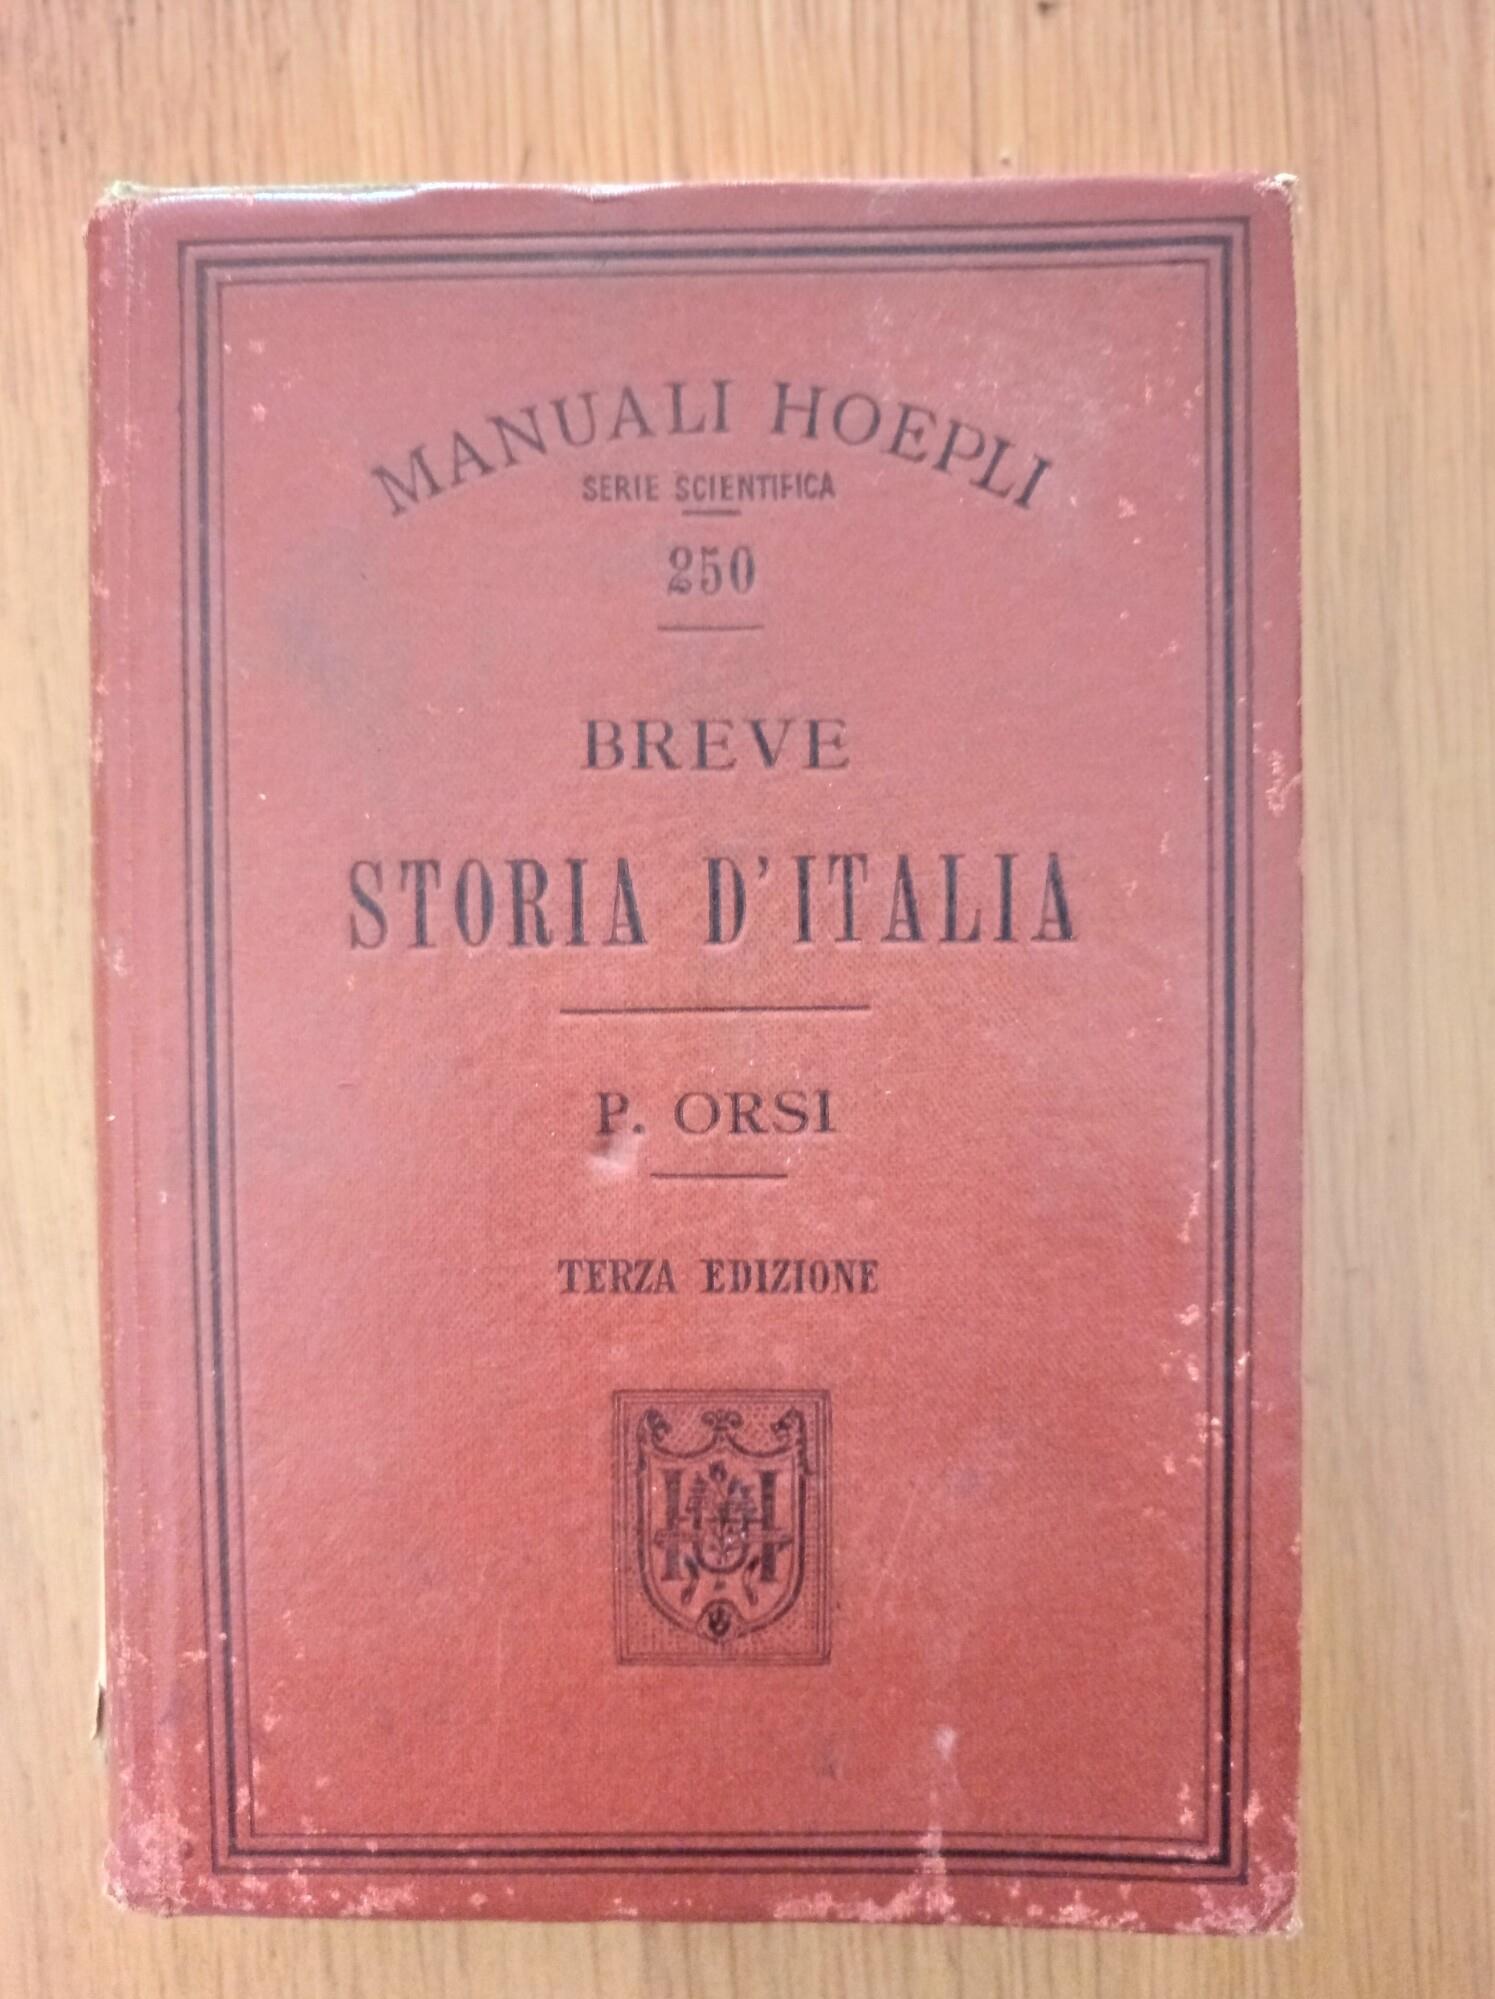 MANUALI HOEPLI
SERIE SCIENTIFICA
250
BREVE
STORIA D'ITALIA
P. ORSI
TERZA EDIZIONE